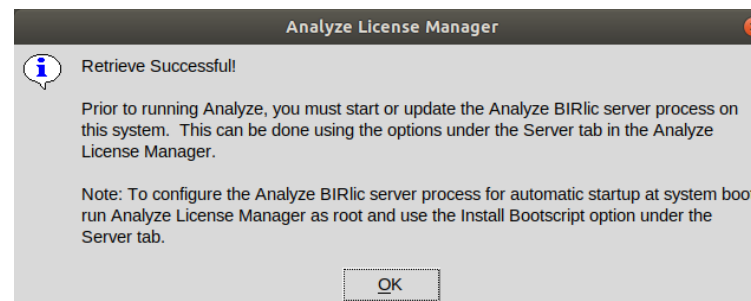 Analyze License Manager
Retrieve Successful!
Prior to running Analyze, you must start or update the Analyze BIRlic server process on
this system.  This can be done using the options under the Server tab in the Analyze
License Manager.
Note: To configure the Analyze BIRlic server process for automatic startup at system boot
run Analyze License Manager as root and use the Install Bootscript option under the
Server tab.
OK